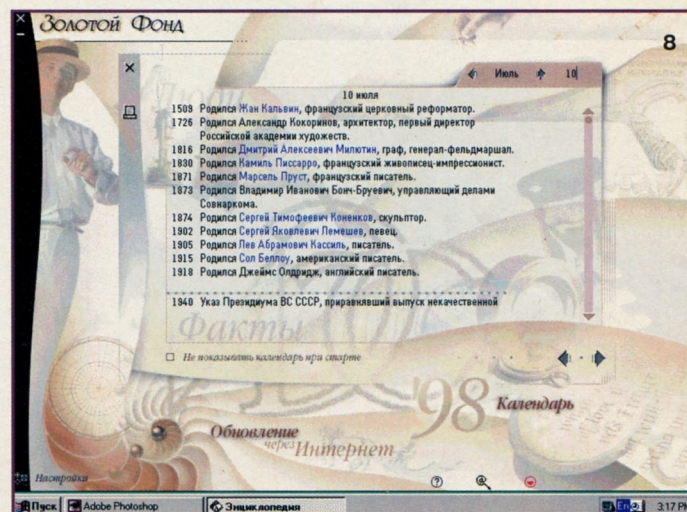 Золотой Фонд
8
Июль 10
Люди
10 июля
1509 Родился Жан Кальвин, французский церковный реформатор.
1726 Родился Александр Кокоринов, архитектор, первый директор
Российской академии художеств.
1816 Родился Дмитрий Алексеевич Милютин, граф, генерал-фельдмаршал.
1830 Родился Камиль Писсарро, французский живописец-импрессионист.
1871 Родился Марсель Пруст, французский писатель.
1873 Родился Владимир Иванович Бонч-Бруевич, управляющий делами
Совнаркома.
1874 Родился Сергей Тимофеевич Коненков, скульптор.
1902 Родился Сергей Яковлевич Лемешев, певец.
1905 Родился Лев Абрамович Кассиль, писатель.
1915 Родился Сол Беллоу, американский писатель.
1918 Родился Джеймс Олдридж, английский писатель.
1940 Указ Президиума ВС СССР, приравнявший выпуск некачественной
Факты
Не показывать календарь при старте
'98 Календарь
Обновление
через Интернет
Настройки
Пуск Adobe Photoshop Энциклопедия En 3:17 PM